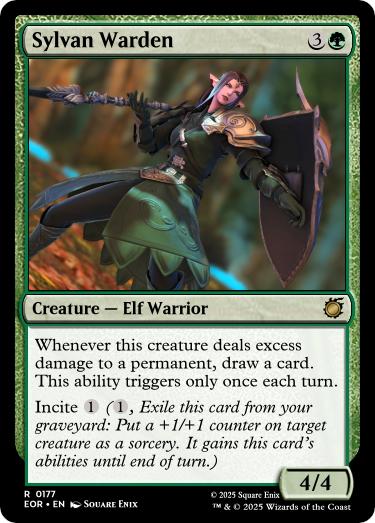 Sylvan Warden 3
Creature — Elf Warrior
Whenever this creature deals excess
damage to a permanent, draw a card.
This ability triggers only once each turn.
Incite 1 (1, Exile this card from your
graveyard: Put a +1/+1 counter on target
creature as a sorcery. It gains this card's
abilities until end of turn.)
4/4
R 0177
EOR • EN Square Enix
© 2025 Square Enix
™ & © 2025 Wizards of the Coast